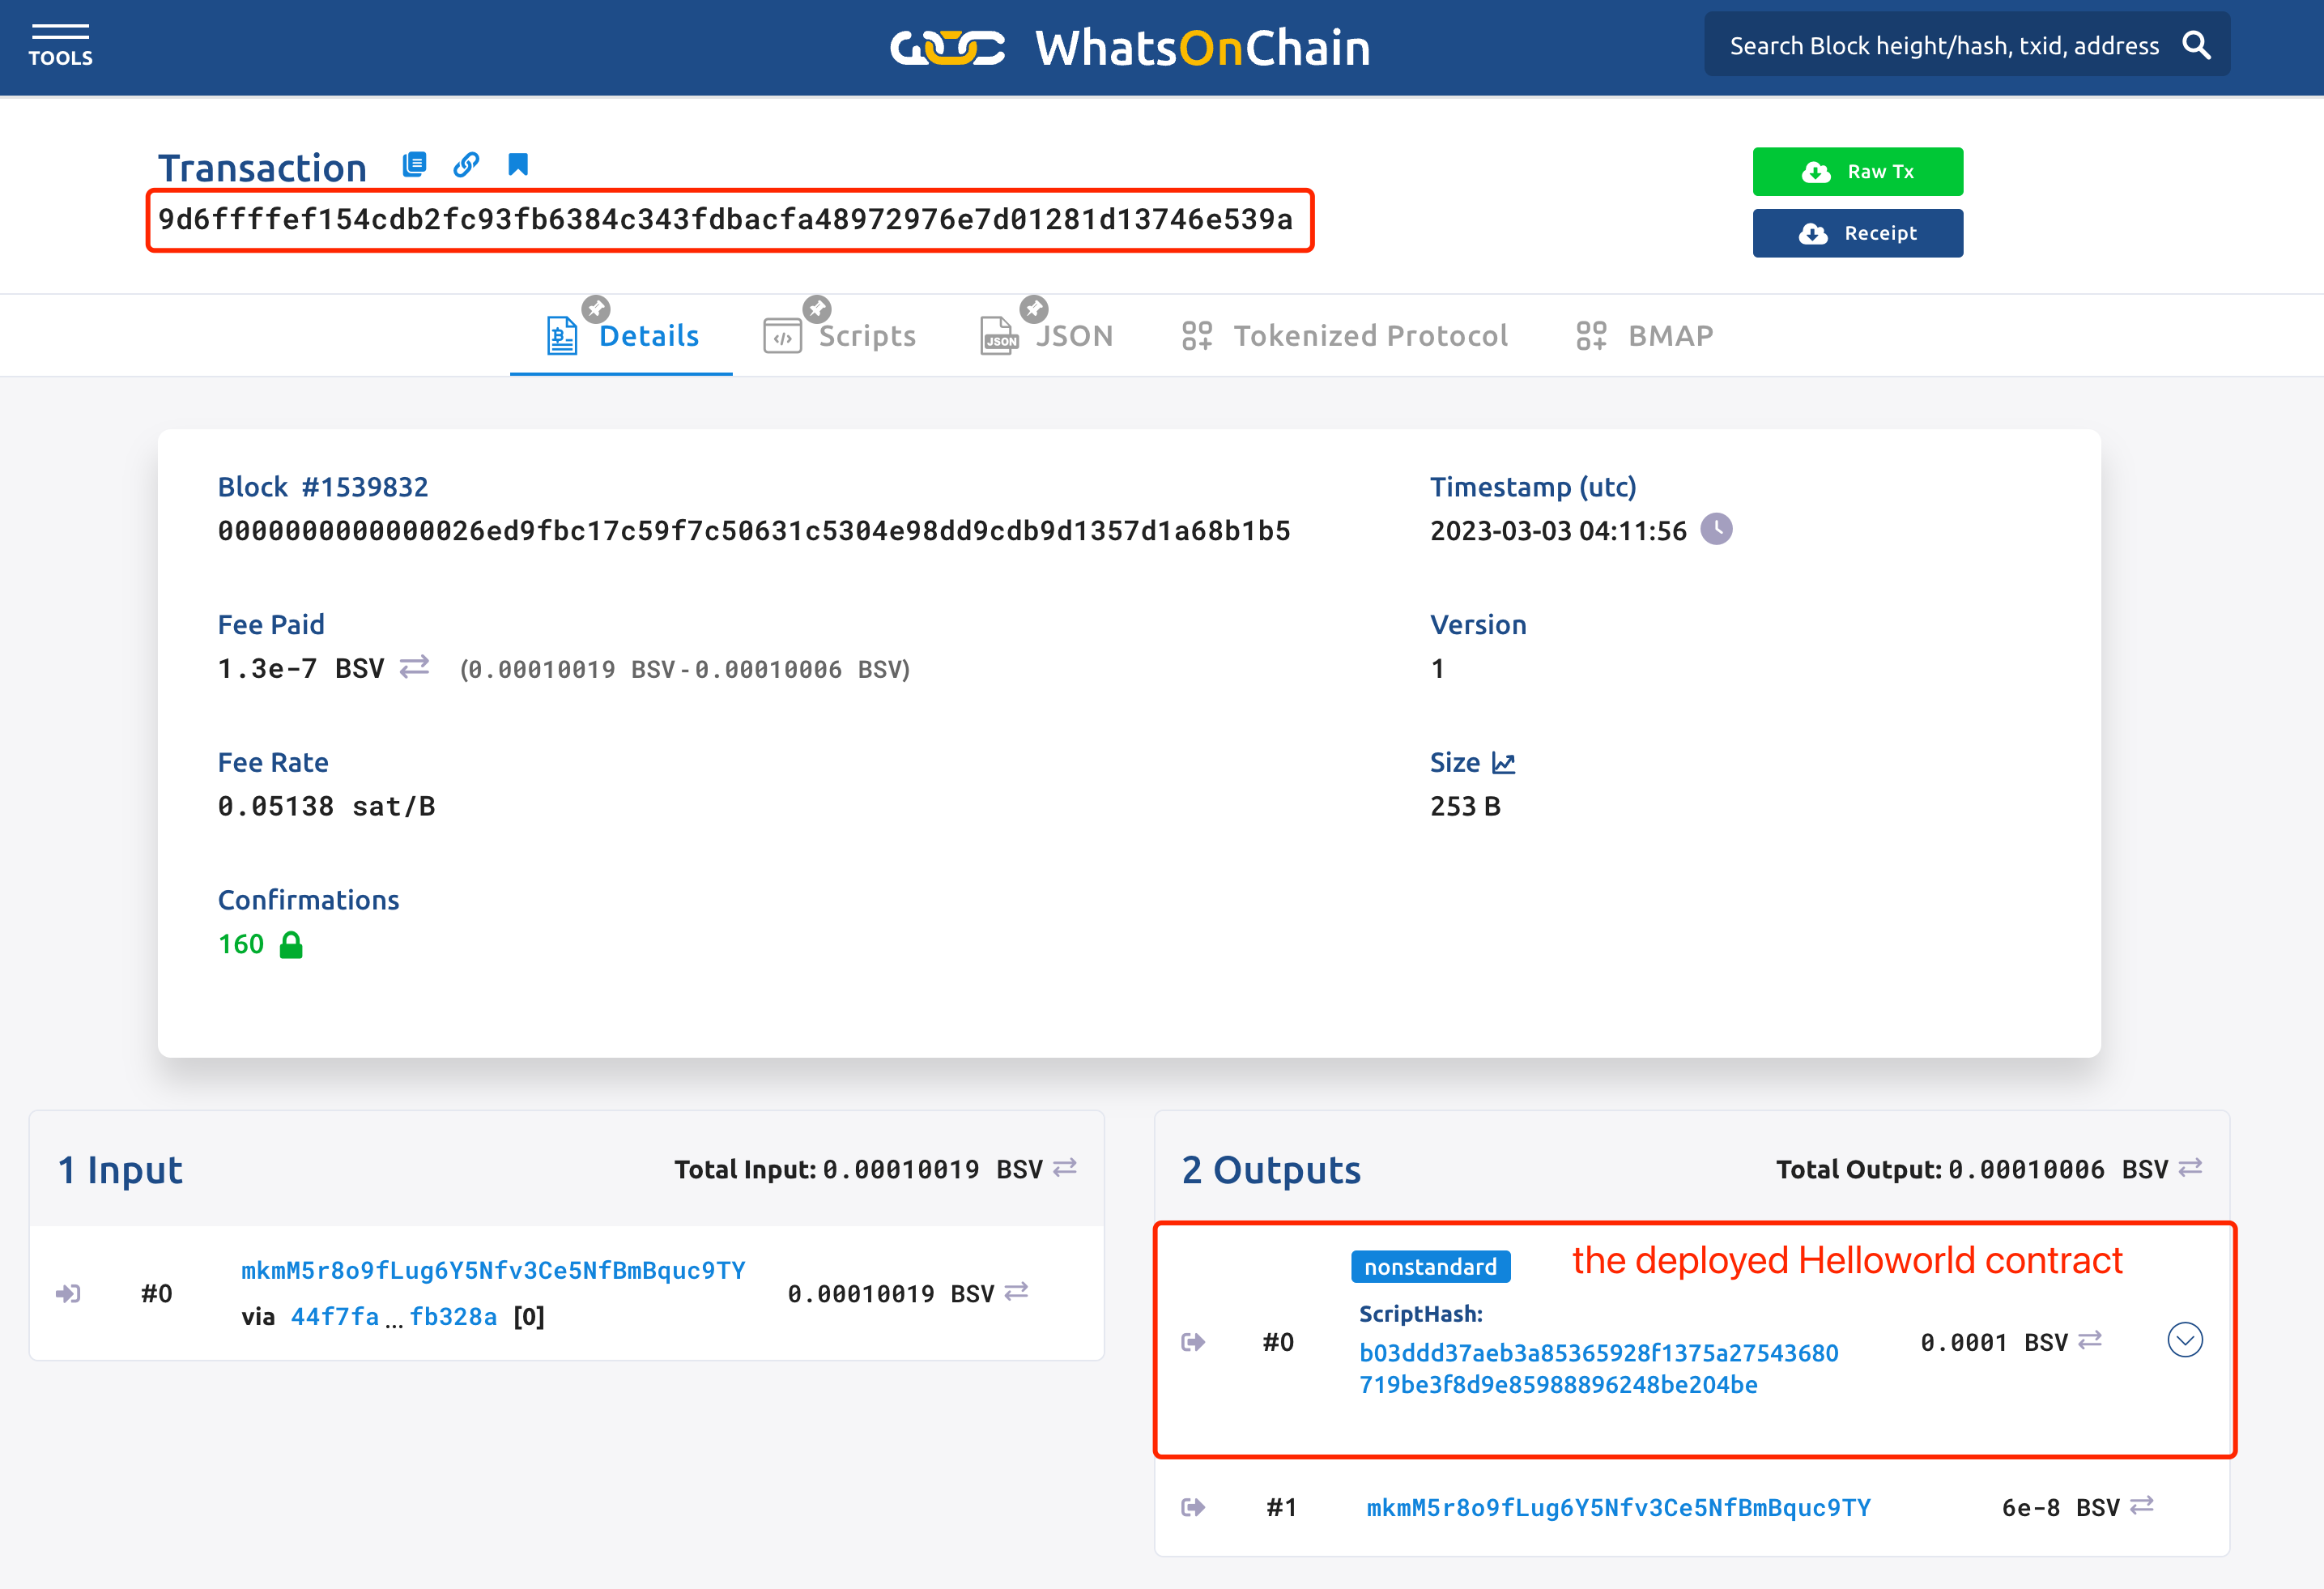 TOOLS
WhatsOnChain
Search Block height/hash, txid, address
Transaction
9d6ffffef154cdb2fc93fb6384c343fdbacfa48972976e7d01281d13746e539a
Raw Tx
Receipt
Details
Scripts
JSON
Tokenized Protocol
BMAP
Block #1539832
0000000000000026ed9fbc17c59f7c50631c5304e98dd9cdb9d1357d1a68b1b5
Timestamp (utc)
2023-03-03 04:11:56
Fee Paid
1.3e-7 BSV (0.00010019 BSV - 0.00010006 BSV)
Version
1
Fee Rate
0.05138 sat/B
Size
253 B
Confirmations
160
1 Input
Total Input: 0.00010019 BSV
#0
mkmM5r8o9fLug6Y5Nfv3Ce5NfBmBquc9TY
via 44f7fa...fb328a [0]
0.00010019 BSV
2 Outputs
Total Output: 0.00010006 BSV
nonstandard
the deployed Helloworld contract
ScriptHash:
#0
b03ddd37aeb3a85365928f1375a27543680
719be3f8d9e85988896248be204be
0.0001 BSV
#1
mkmM5r8o9fLug6Y5Nfv3Ce5NfBmBquc9TY
6e-8 BSV